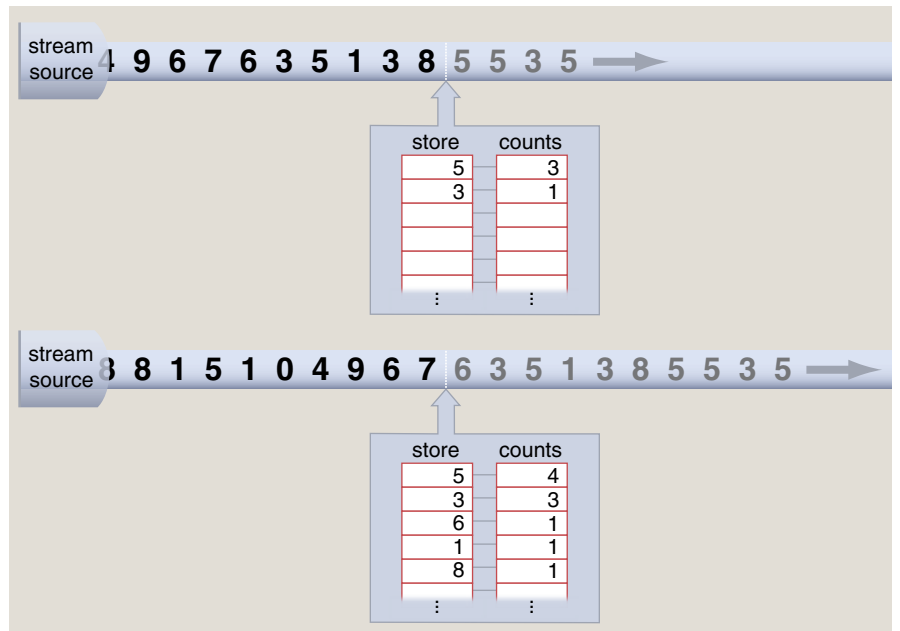 stream
source 4 9 6 7 6 3 5 1 3 8 5 5 3 5
store counts
5 3
3 1
⋮ ⋮
stream
source 8 8 1 5 1 0 4 9 6 7 6 3 5 1 3 8 5 5 3 5
store counts
5 4
3 3
6 1
1 1
8 1
⋮ ⋮